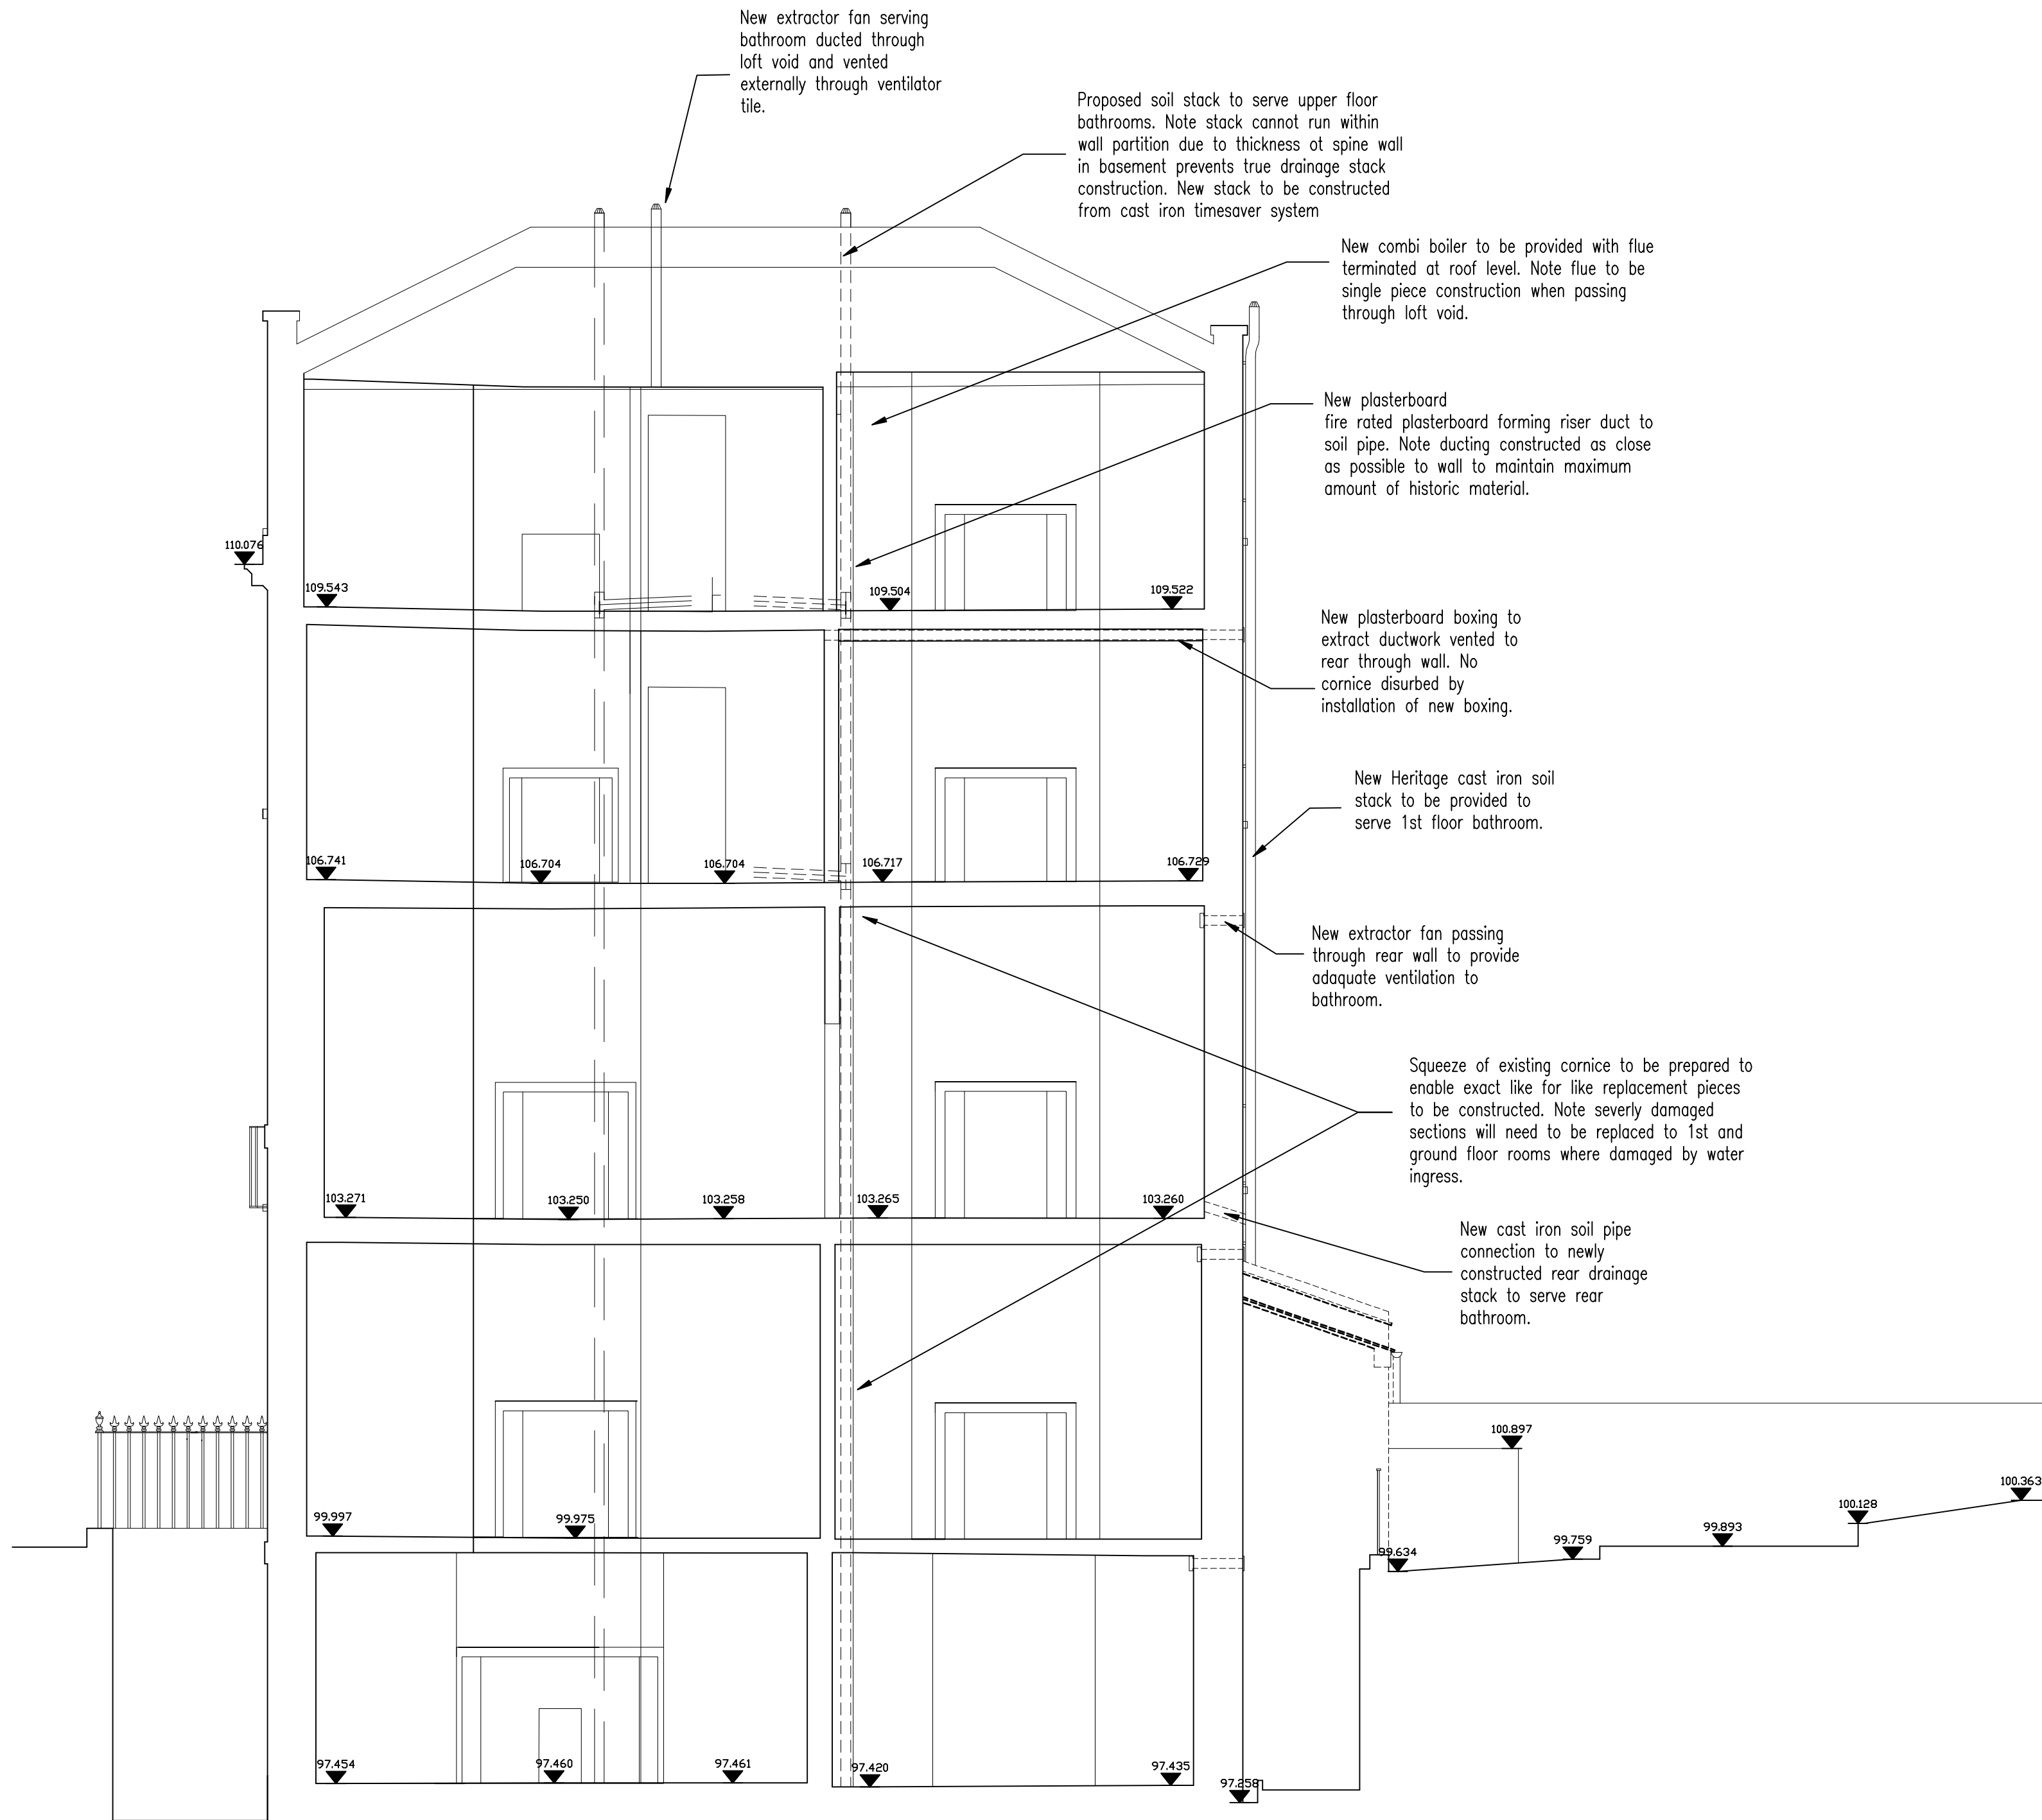 New extractor fan serving
bathroom ducted through
loft void and vented
externally through ventilator
tile.
Proposed soil stack to serve upper floor
bathrooms. Note stack cannot run within
wall partition due to thickness ot spine wall
in basement prevents true drainage stack
construction. New stack to be constructed
from cast iron timesaver system
New combi boiler to be provided with flue
terminated at roof level. Note flue to be
single piece construction when passing
through loft void.
New plasterboard
fire rated plasterboard forming riser duct to
soil pipe. Note ducting constructed as close
as possible to wall to maintain maximum
amount of historic material.
110.076
109.543
109.504
109.522
New plasterboard boxing to
extract ductwork vented to
rear through wall. No
cornice disurbed by
installation of new boxing.
New Heritage cast iron soil
stack to be provided to
serve 1st floor bathroom.
106.741
106.704
106.704
106.717
106.729
New extractor fan passing
through rear wall to provide
adaquate ventilation to
bathroom.
Squeeze of existing cornice to be prepared to
enable exact like for like replacement pieces
to be constructed. Note severly damaged
sections will need to be replaced to 1st and
ground floor rooms where damaged by water
ingress.
103.271
103.250
103.258
103.265
103.260
New cast iron soil pipe
connection to newly
constructed rear drainage
stack to serve rear
bathroom.
100.897
100.363
100.128
99.997
99.975
99.893
99.759
99.634
97.454
97.460
97.461
97.420
97.435
97.258